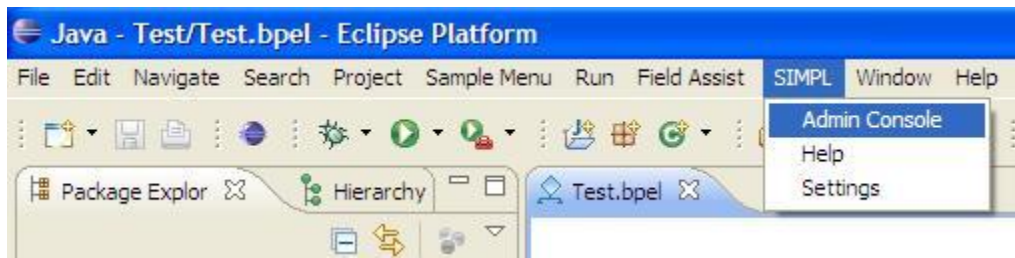 Java - Test/Test.bpel - Eclipse Platform
File Edit Navigate Search Project Sample Menu Run Field Assist SIMPL Window Help
Admin Console
Help
Settings
Package Explor Hierarchy Test.bpel